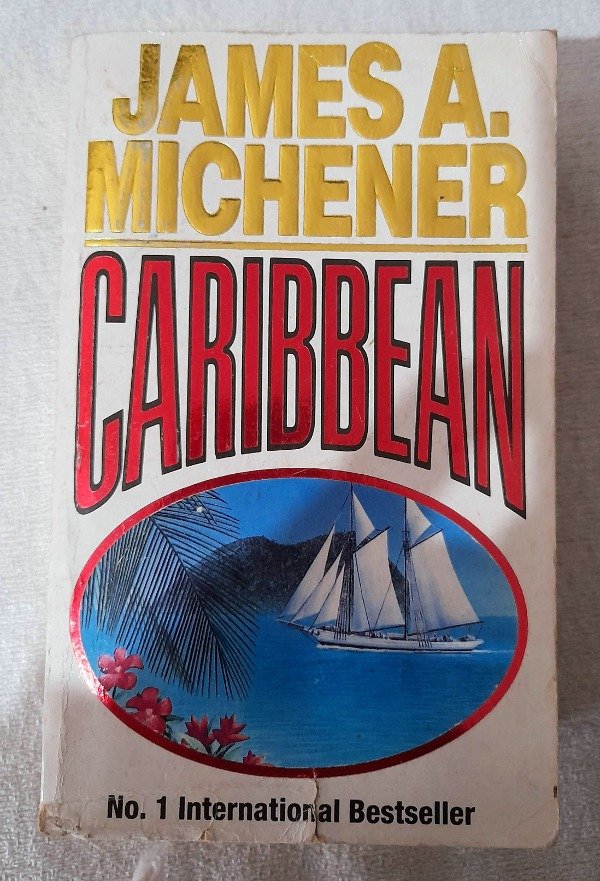 JAMES A.
MICHENER
CARIBBEAN
No. 1 International Bestseller